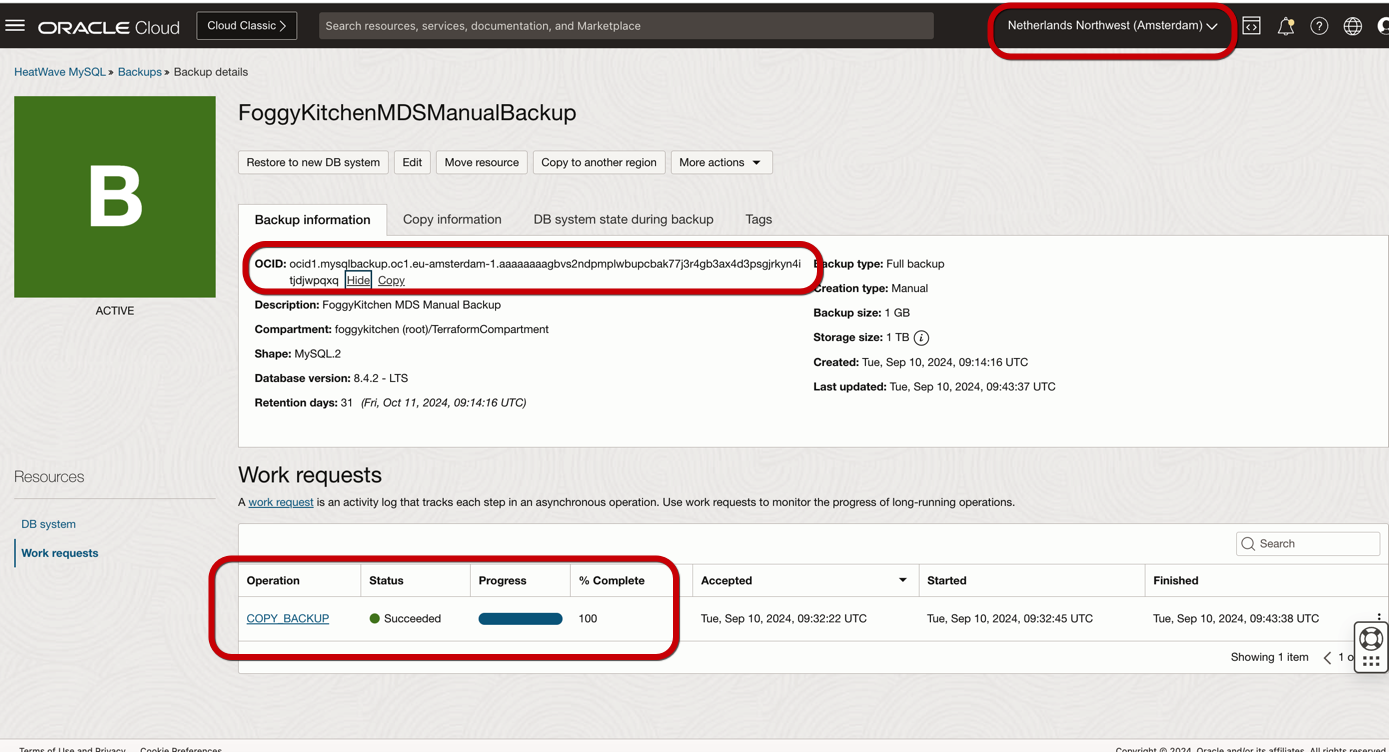 ORACLE Cloud
Cloud Classic
Search resources, services, documentation, and Marketplace
Netherlands Northwest (Amsterdam)
HeatWave MySQL » Backups » Backup details
B
ACTIVE
FoggyKitchenMDSManualBackup
Restore to new DB system
Edit
Move resource
Copy to another region
More actions
Backup information
Copy information
DB system state during backup
Tags
OCID: ocid1.mysqlbackup.oc1.eu-amsterdam-1.aaaaaaaagbvs2ndpmplwbupcbak77j3r4gb3ax4d3psgjrkyn4i
tjdjwpqxq Hide Copy
Description: FoggyKitchen MDS Manual Backup
Compartment: foggykitchen (root)/TerraformCompartment
Shape: MySQL.2
Database version: 8.4.2 - LTS
Retention days: 31 (Fri, Oct 11, 2024, 09:14:16 UTC)
Backup type: Full backup
Creation type: Manual
Backup size: 1 GB
Storage size: 1 TB
Created: Tue, Sep 10, 2024, 09:14:16 UTC
Last updated: Tue, Sep 10, 2024, 09:43:37 UTC
Resources
DB system
Work requests
Work requests
A work request is an activity log that tracks each step in an asynchronous operation. Use work requests to monitor the progress of long-running operations.
Search
Operation Status Progress % Complete Accepted Started Finished
COPY_BACKUP Succeeded 100 Tue, Sep 10, 2024, 09:32:22 UTC Tue, Sep 10, 2024, 09:32:45 UTC Tue, Sep 10, 2024, 09:43:38 UTC
Showing 1 item
1 o
Terms of Use and Privacy Cookie Preferences
Copyright © 2024, Oracle and/or its affiliates. All rights reserved.